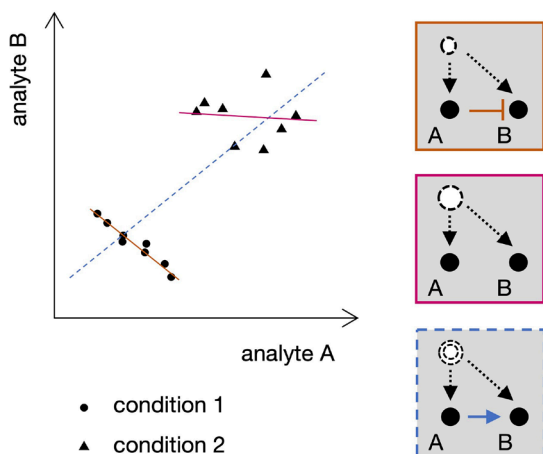 analyte B
analyte A
condition 1
condition 2
A B
A B
A B